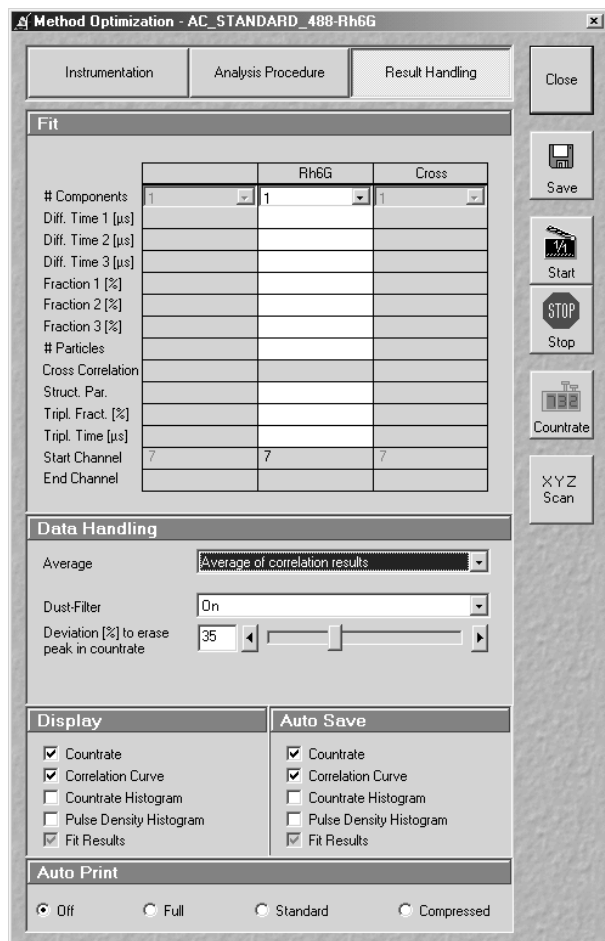 Method Optimization - AC_STANDARD_488-Rh6G
Instrumentation
Analysis Procedure
Result Handling
Close
Fit
Rh6G Cross
# Components 1 1 1
Diff. Time 1 [µs]
Diff. Time 2 [µs]
Diff. Time 3 [µs]
Fraction 1 [%]
Fraction 2 [%]
Fraction 3 [%]
# Particles
Cross Correlation
Struct. Par.
Tripl. Fract. [%]
Tripl. Time [µs]
Start Channel 7 7 7
End Channel
Save
1/1
Start
STOP
Stop
732
Countrate
XYZ
Scan
Data Handling
Average Average of correlation results
Dust-Filter On
Deviation [%] to erase
peak in countrate
35
Display
Countrate
Correlation Curve
Countrate Histogram
Pulse Density Histogram
Fit Results
Auto Save
Countrate
Correlation Curve
Countrate Histogram
Pulse Density Histogram
Fit Results
Auto Print
Off Full Standard Compressed